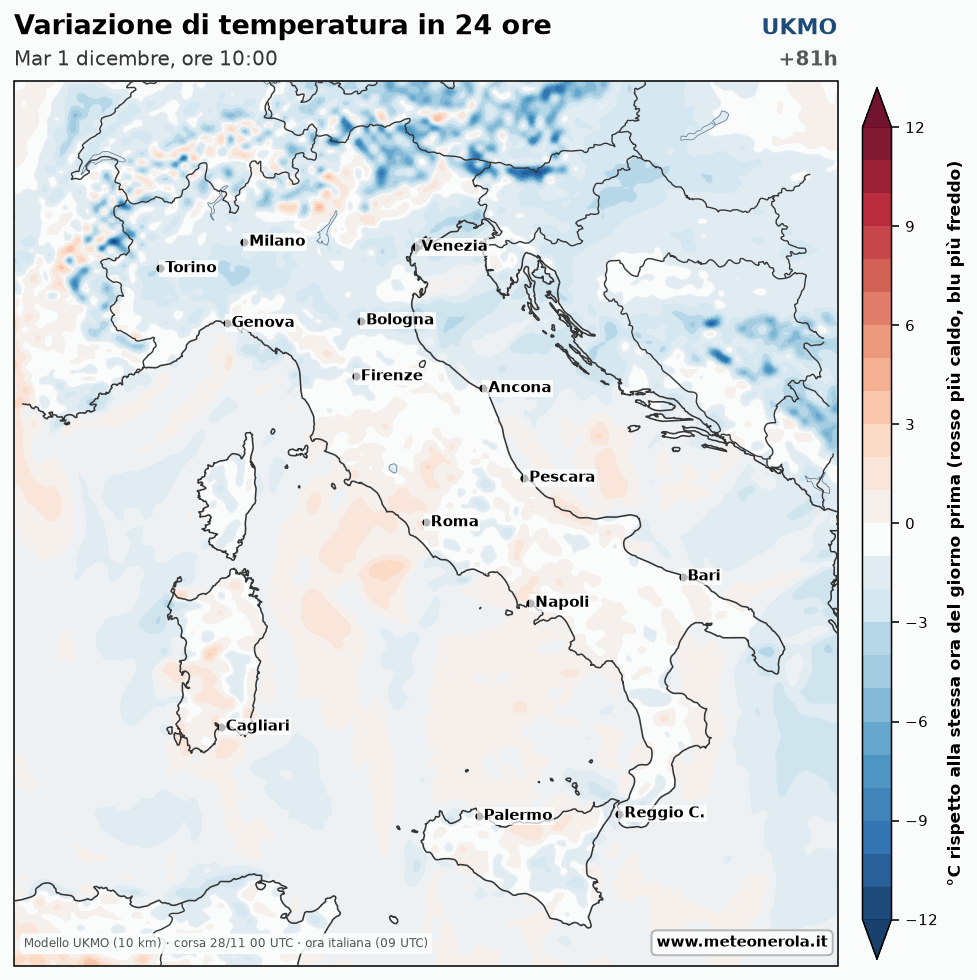 Variazione di temperatura in 24 ore
UKMO
Mar 1 dicembre, ore 10:00
+81h
Milano
Venezia
Torino
Genova
Bologna
Firenze
Ancona
Pescara
Roma
Bari
Napoli
Cagliari
Palermo
Reggio C.
12
9
6
3
0
−3
−6
−9
−12
°C rispetto alla stessa ora del giorno prima (rosso più caldo, blu più freddo)
Modello UKMO (10 km) · corsa 28/11 00 UTC · ora italiana (09 UTC)
www.meteonerola.it